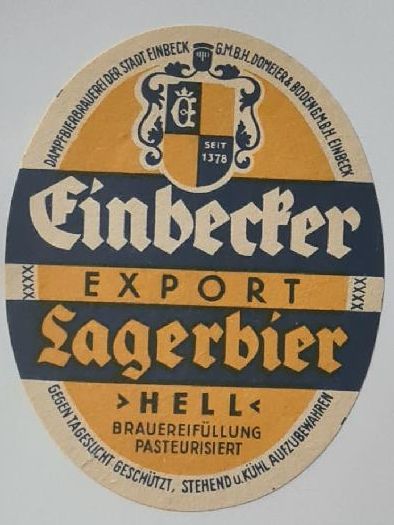 DAMPFBIERBRAUEREI DER STADT EINBECK G.M.B.H. DOMEIER & BODEN G.M.B.H. EINBECK
E
SEIT
1378
Einbecker
XXXX EXPORT XXXX
Lagerbier
>HELL<
BRAUEREIFÜLLUNG
PASTEURISIERT
GEGEN TAGESLICHT GESCHÜTZT, STEHEND u. KÜHL AUFZUBEWAHREN